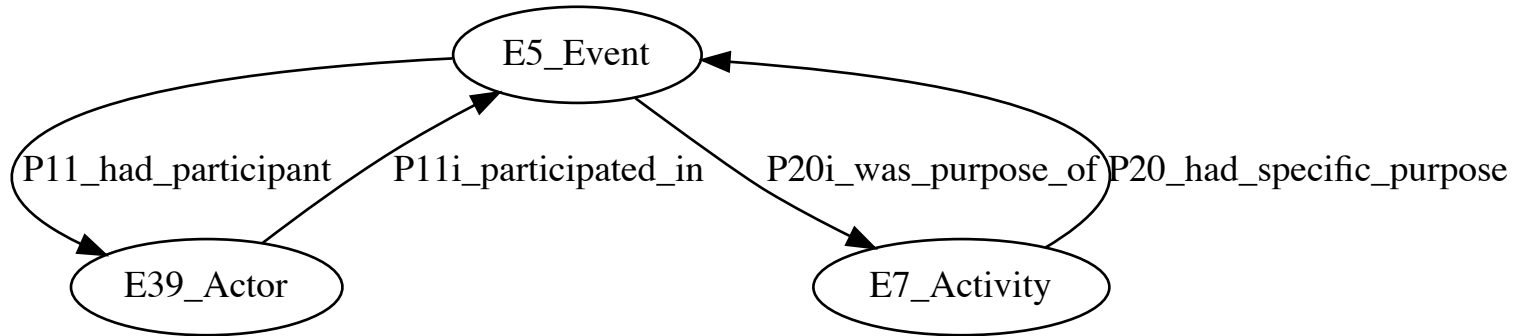 E5_Event
P11_had_participant
P11i_participated_in
P20i_was_purpose_of
P20_had_specific_purpose
E39_Actor
E7_Activity